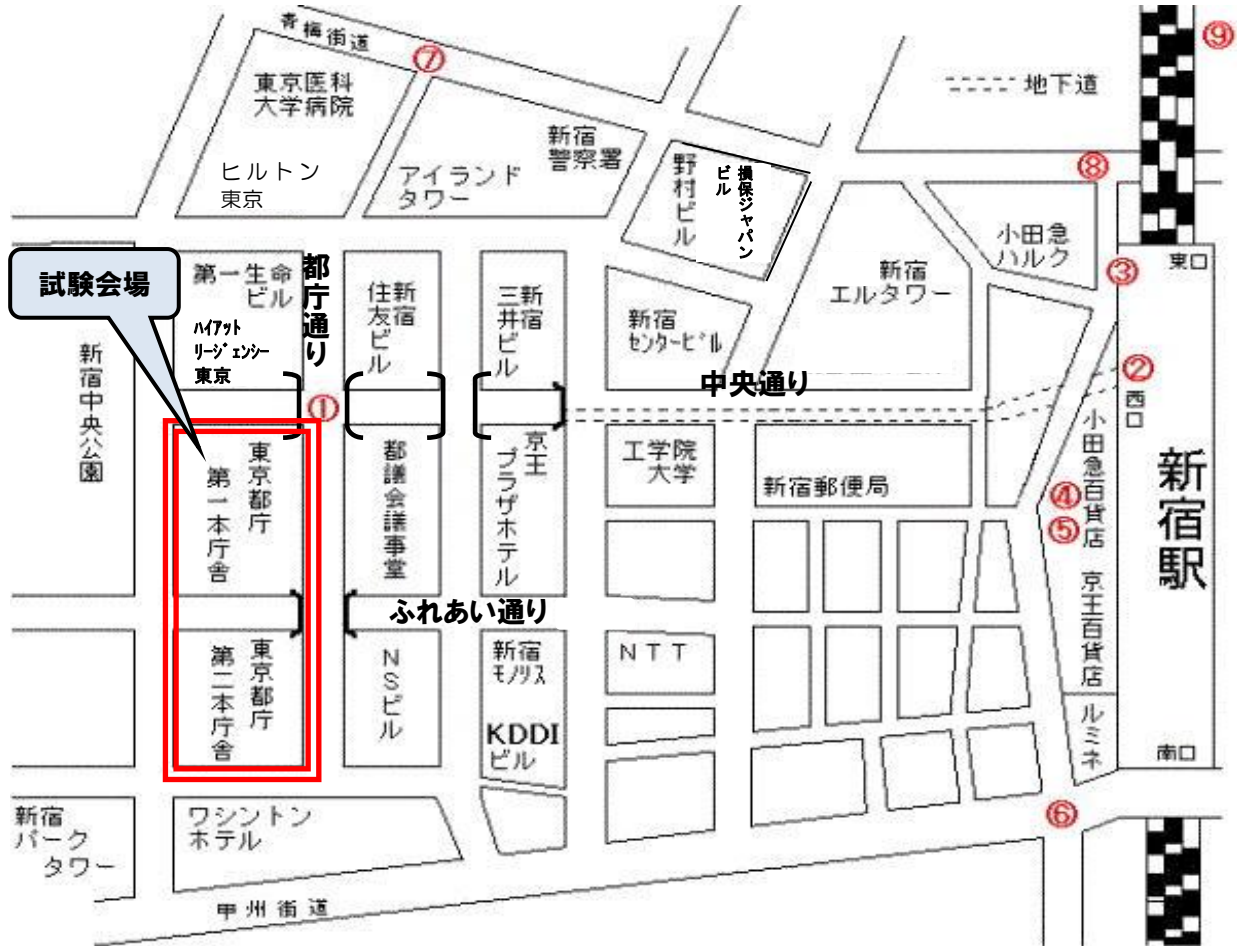 青梅街道
⑦
⑨
東京医科
大学病院
ヒルトン
東京
アイランド
タワー
新宿
警察署
野村ビル
損保ジャパン
ビル
地下道
⑧
小田急
ハルク
③
東口
試験会場
第一生命
ビル
ハイアット
リージェンシー
東京
都庁通り
新宿
住友ビル
新宿
三井ビル
新宿
センタービル
新宿
エルタワー
新宿中央公園
①
中央通り
②
西口
東京都庁
第一本庁舎
都議会議事堂
京王
プラザホテル
工学院
大学
新宿郵便局
小田急百貨店
④
⑤
新宿駅
京王百貨店
ふれあい通り
東京都庁
第二本庁舎
NSビル
新宿
モノリス
KDDI
ビル
NTT
ルミネ
南口
⑥
新宿
パーク
タワー
ワシントン
ホテル
甲州街道